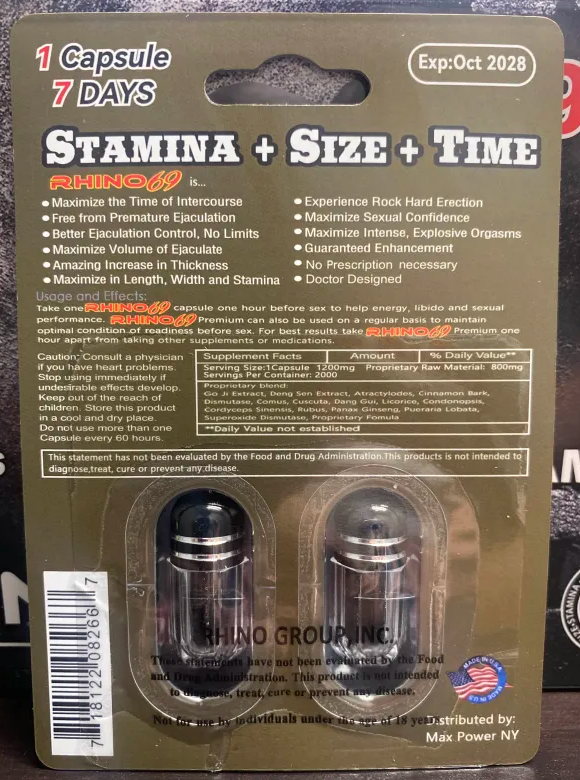 1 Capsule
7 DAYS
Exp:Oct 2028
STAMINA + SIZE + TIME
RHINO69 is...
• Maximize the Time of Intercourse
• Free from Premature Ejaculation
• Better Ejaculation Control, No Limits
• Maximize Volume of Ejaculate
• Amazing Increase in Thickness
• Maximize in Length, Width and Stamina
• Experience Rock Hard Erection
• Maximize Sexual Confidence
• Maximize Intense, Explosive Orgasms
• Guaranteed Enhancement
• No Prescription necessary
• Doctor Designed
Usage and Effects:
Take one RHINO69 capsule one hour before sex to help energy, libido and sexual
performance. RHINO69 Premium can also be used on a regular basis to maintain
optimal condition of readiness before sex. For best results take RHINO69 Premium one
hour apart from taking other supplements or medications.
Caution: Consult a physician
if you have heart problems.
Stop using immediately if
undesirable effects develop.
Keep out of the reach of
children. Store this product
in a cool and dry place.
Do not use more than one
Capsule every 60 hours.
Supplement Facts Amount % Daily Value**
Serving Size:1Capsule 1200mg Proprietary Raw Material: 800mg
Servings Per Container: 2000
Proprietary blend:
Go Ji Extract, Deng Sen Extract, Atractylodes, Cinnamon Bark,
Dismutase, Comus, Cuscuta, Dang Gui, Licorice, Condonopsis,
Cordyceps Sinensis, Rubus, Panax Ginseng, Pueraria Lobata,
Superoxide Dismutase, Proprietary Fomula
**Daily Value not established
This statement has not been evaluated by the Food and Drug Administration.This products is not intended to
diagnose,treat, cure or prevent any:disease.
RHINO GROUP,INC.
These statements have not been evaluated by the Food
and Drug Administration. This product is not intended
to diagnose, treat, cure or prevent any disease.
Not for use by individuals under the age of 18 years.
MADE IN U.S.A
MADE IN U.S
Distributed by:
Max Power NY
7 18122108266 7